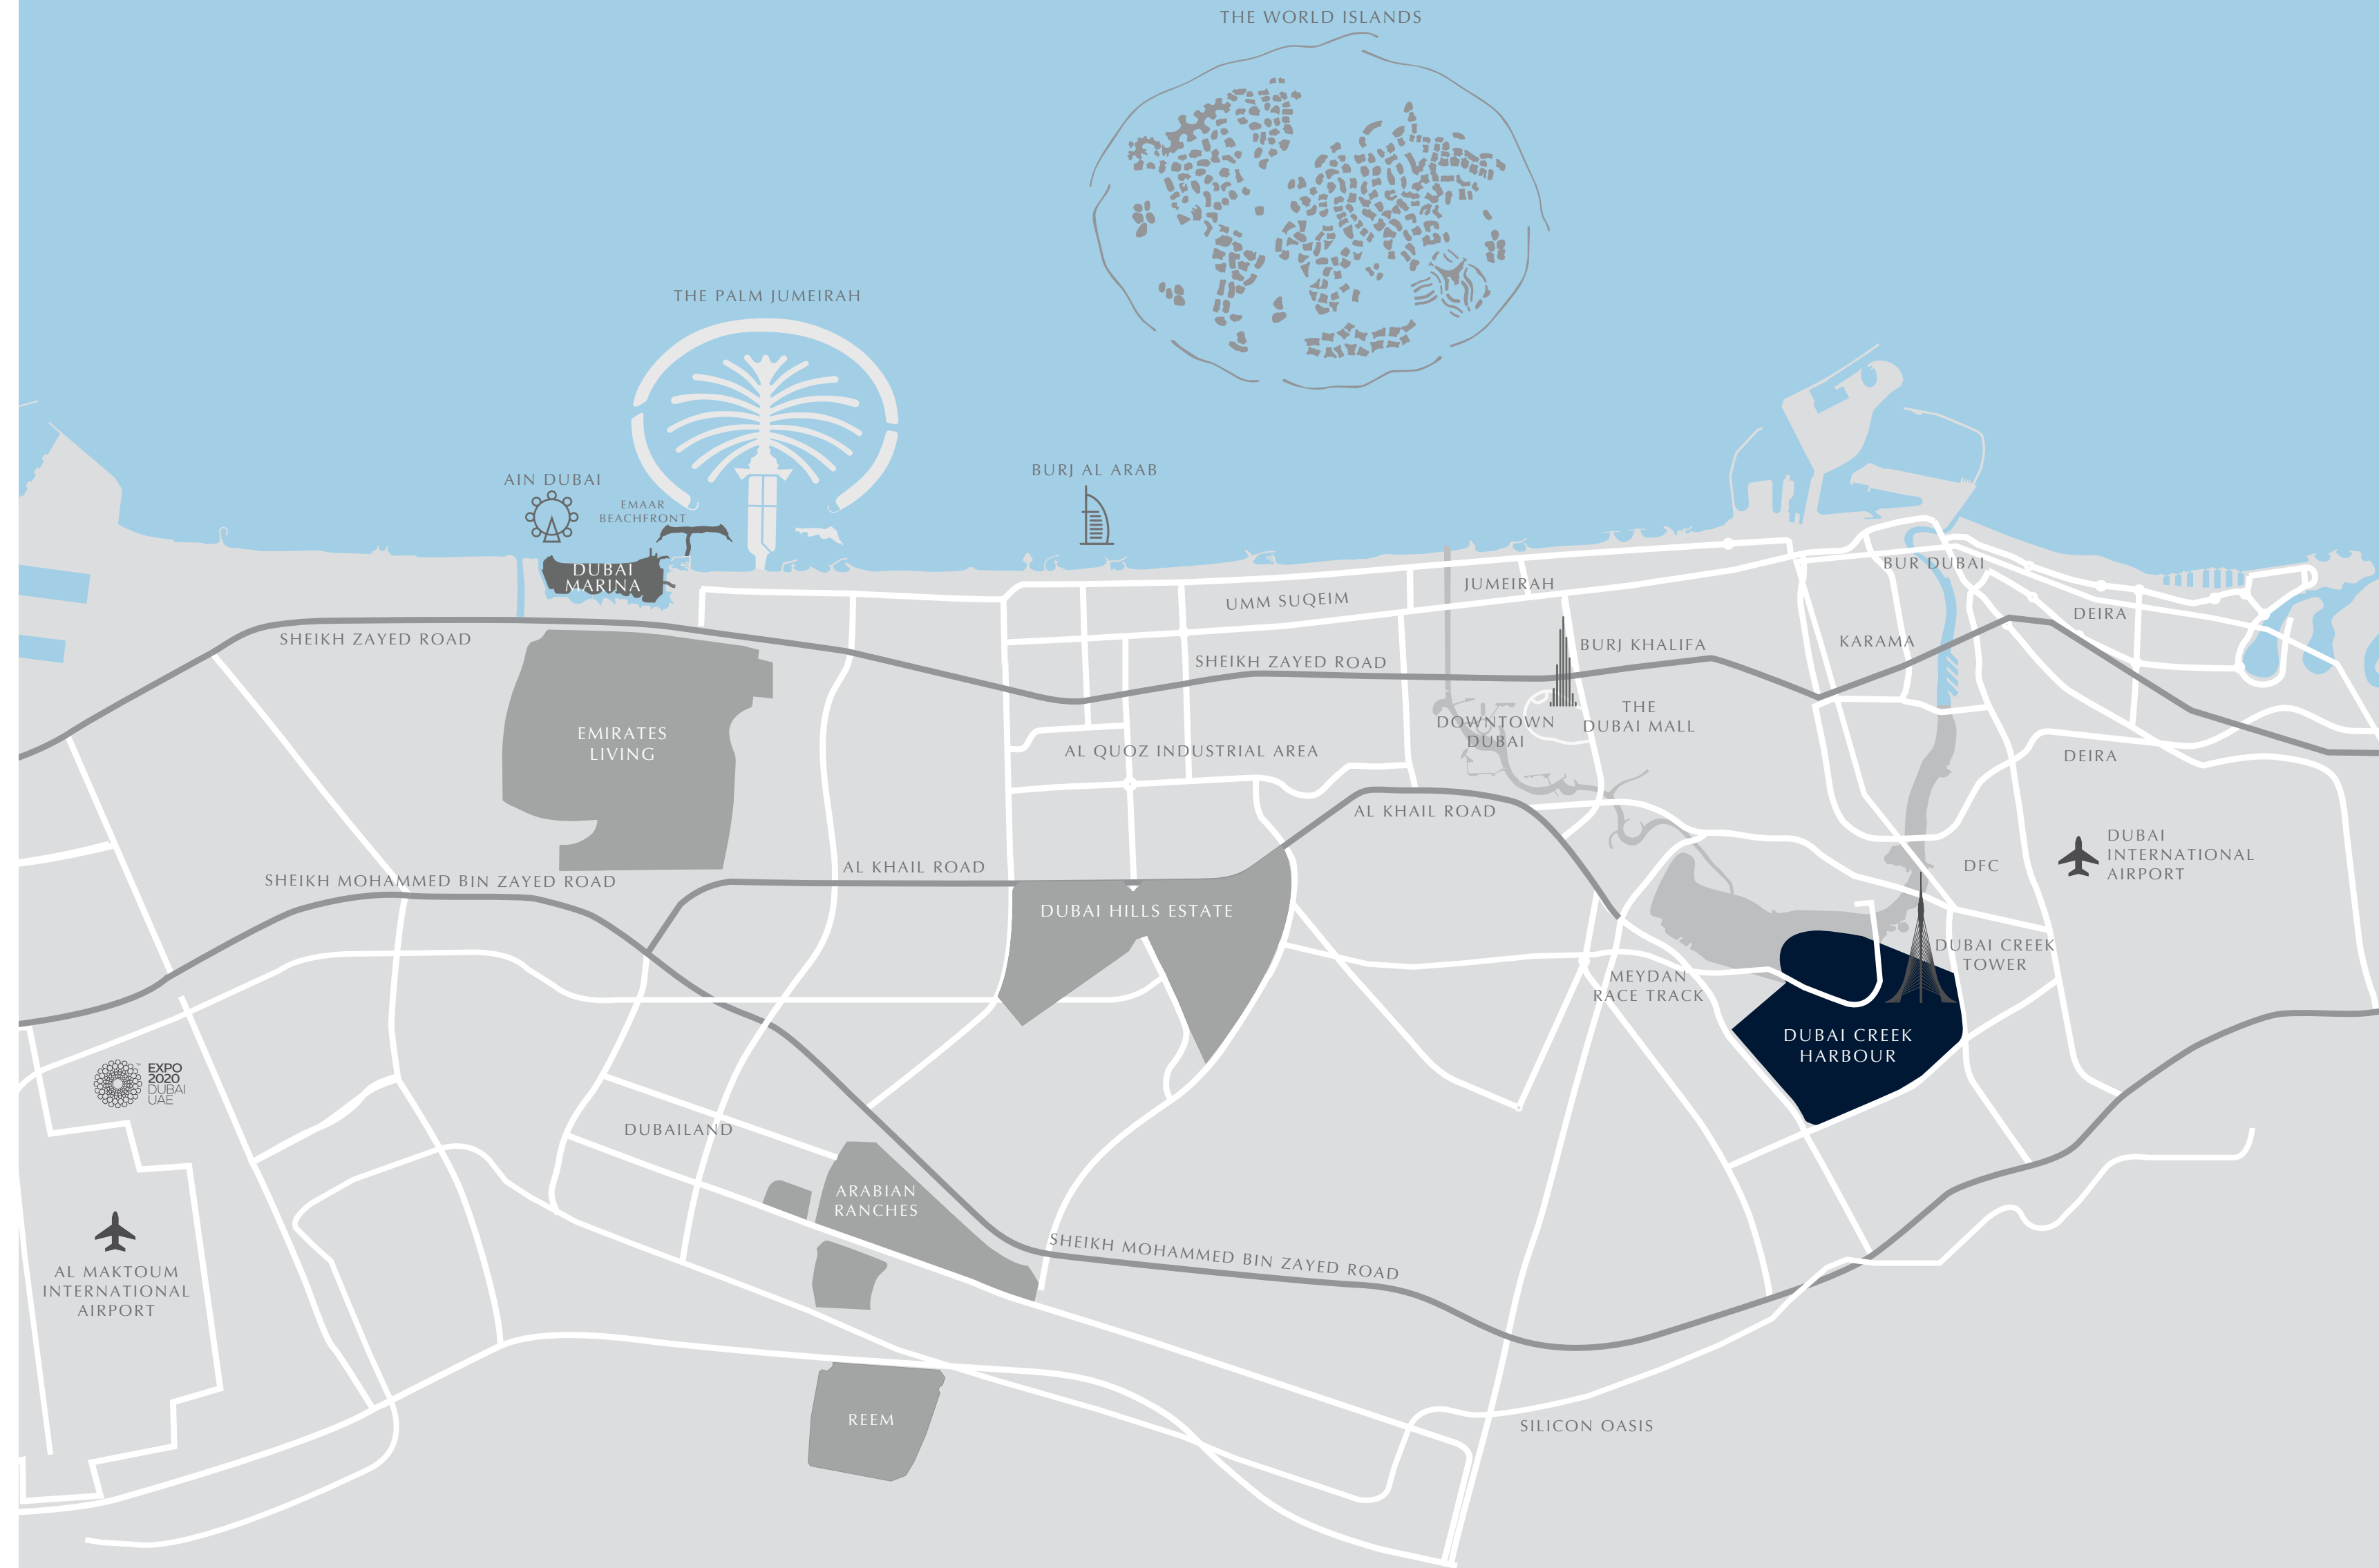 THE WORLD ISLANDS
THE PALM JUMEIRAH
BURJ AL ARAB
AIN DUBAI
EMAAR
BEACHFRONT
DUBAI
MARINA
BUR DUBAI
JUMEIRAH
UMM SUQEIM
DEIRA
SHEIKH ZAYED ROAD
KARAMA
BURJ KHALIFA
SHEIKH ZAYED ROAD
THE
DUBAI MALL
DOWNTOWN
DUBAI
EMIRATES
LIVING
AL QUOZ INDUSTRIAL AREA
DEIRA
AL KHAIL ROAD
DUBAI
INTERNATIONAL
AIRPORT
DFC
AL KHAIL ROAD
SHEIKH MOHAMMED BIN ZAYED ROAD
DUBAI HILLS ESTATE
DUBAI CREEK
TOWER
MEYDAN
RACE TRACK
DUBAI CREEK
HARBOUR
EXPO
2020
DUBAI
UAE
DUBAILAND
ARABIAN
RANCHES
SHEIKH MOHAMMED BIN ZAYED ROAD
AL MAKTOUM
INTERNATIONAL
AIRPORT
REEM
SILICON OASIS